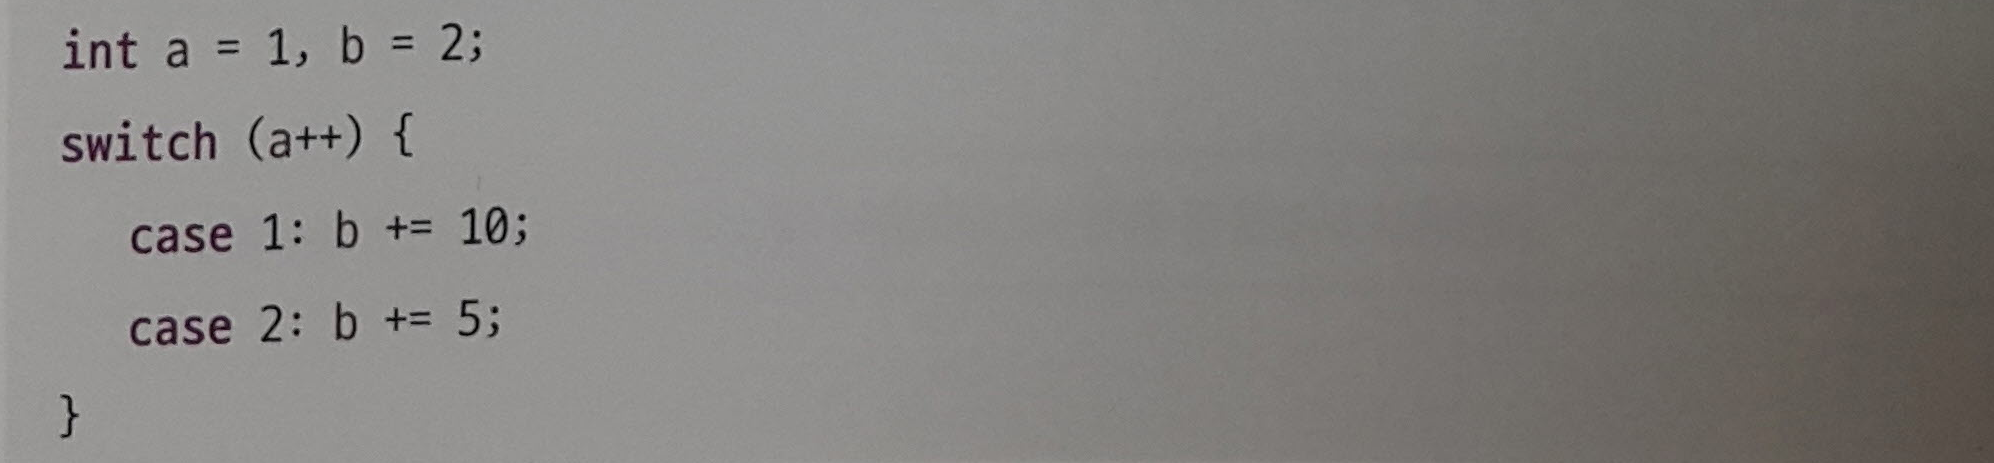 int a = 1, b = 2;
switch (a++) {
case 1: b += 10;
case 2: b += 5;
}